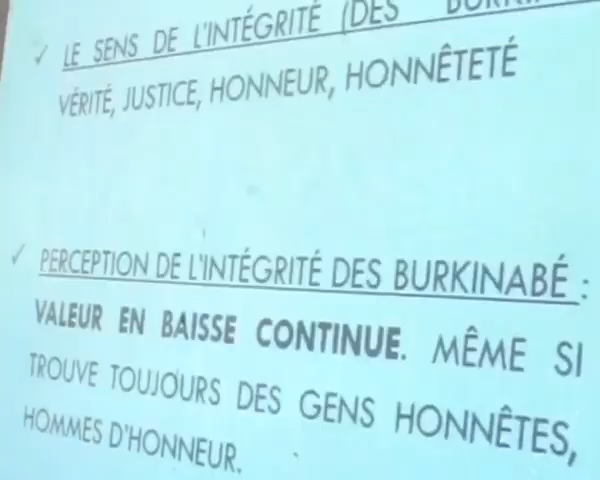 ✓ LE SENS DE L'INTÉGRITÉ (DES
VÉRITÉ, JUSTICE, HONNEUR, HONNÊTETÉ
✓ PERCEPTION DE L'INTÉGRITÉ DES BURKINABÉ :
VALEUR EN BAISSE CONTINUE. MÊME SI
TROUVE TOUJOURS DES GENS HONNÊTES,
HOMMES D'HONNEUR.